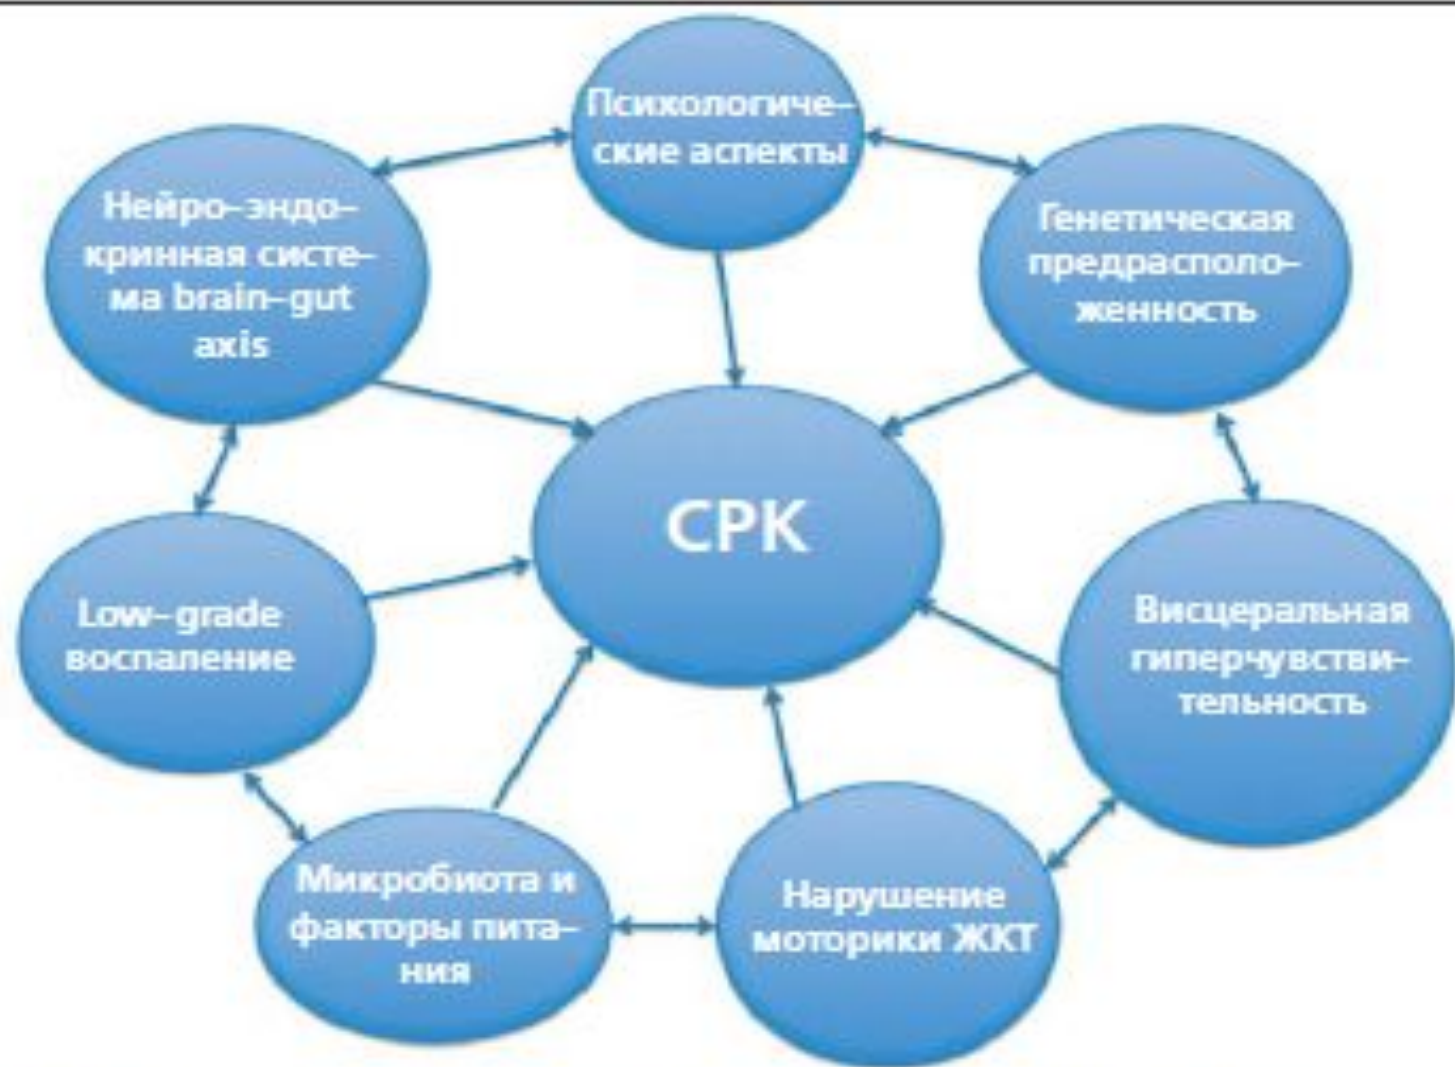 Психологиче–
ские аспекты
Нейро–эндо–
кринная систе–
ма brain–gut
axis
Генетическая
предрасполо–
женность
СРК
Low–grade
воспаление
Висцеральная
гиперчувстви–
тельность
Микробиота и
факторы пита–
ния
Нарушение
моторики ЖКТ